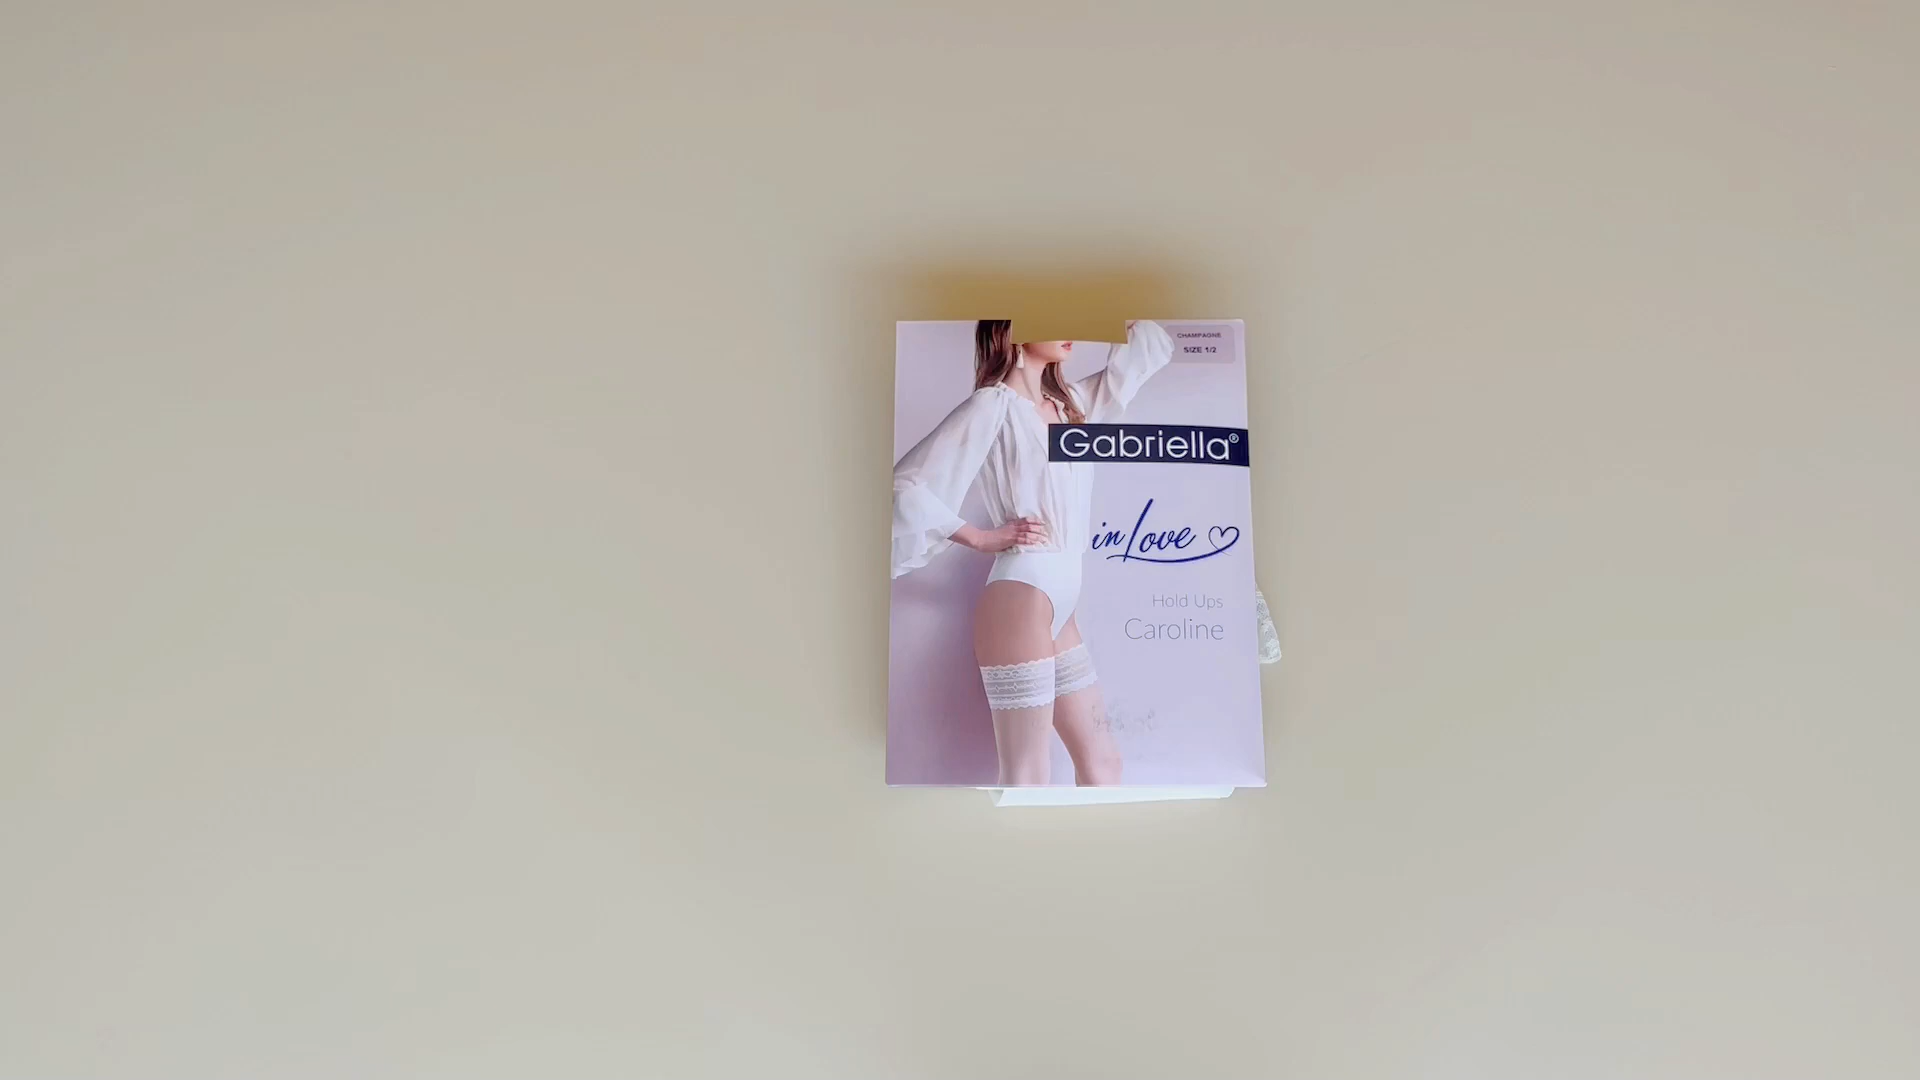 CHAMPAGNE
SIZE 1/2
Gabriella®
in Love
Hold Ups
Caroline